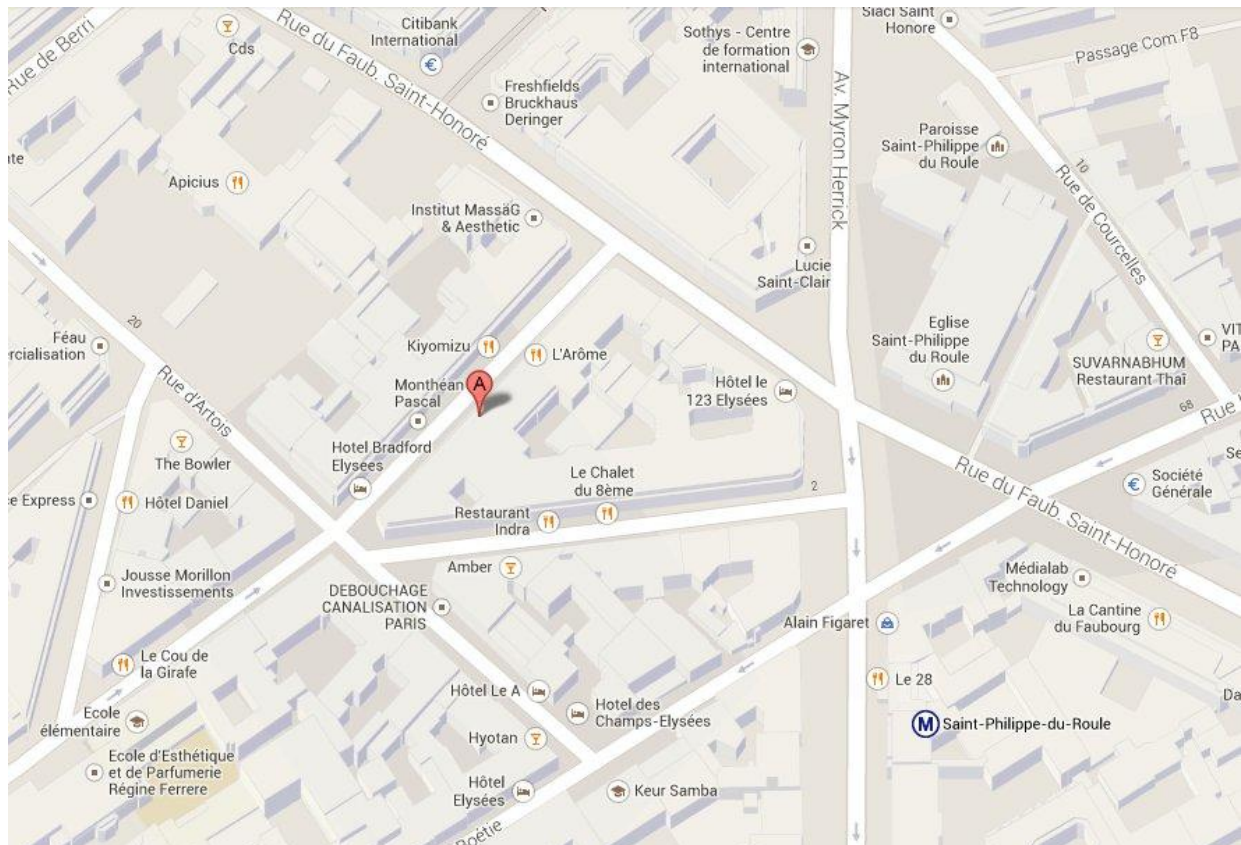 Rue de Berri
Cds
Citibank
International
Rue du Faub. Saint-Honoré
Sothys - Centre
de formation
international
Siaci Saint
Honore
Passage Com F8
Freshfields
Bruckhaus
Deringer
Av. Myron Herrick
Paroisse
Saint-Philippe
du Roule
10
Rue de Courcelles
Apicius
Institut MassäG
& Aesthetic
Lucie
Saint-Clair
20
Féau
Kiyomizu
L'Arôme
Eglise
Saint-Philippe
du Roule
SUVARNABHUM
Restaurant Thaï
Monthéan
Pascal
A
Hôtel le
123 Elysées
68
Rue
Rue d'Artois
The Bowler
Hotel Bradford
Elysees
Le Chalet
du 8ème
2
Rue du Faub. Saint-Honoré
Société
Générale
Express
Hôtel Daniel
Restaurant
Indra
Jousse Morillon
Investissements
Amber
DEBOUCHAGE
CANALISATION
PARIS
Médialab
Technology
La Cantine
du Faubourg
Alain Figaret
Le Cou de
la Girafe
Le 28
Hôtel Le A
Hotel des
Champs-Elysées
M Saint-Philippe-du-Roule
Ecole
élémentaire
Hyotan
Ecole d'Esthétique
et de Parfumerie
Régine Ferrere
Hôtel
Elysées
Keur Samba
Boétie